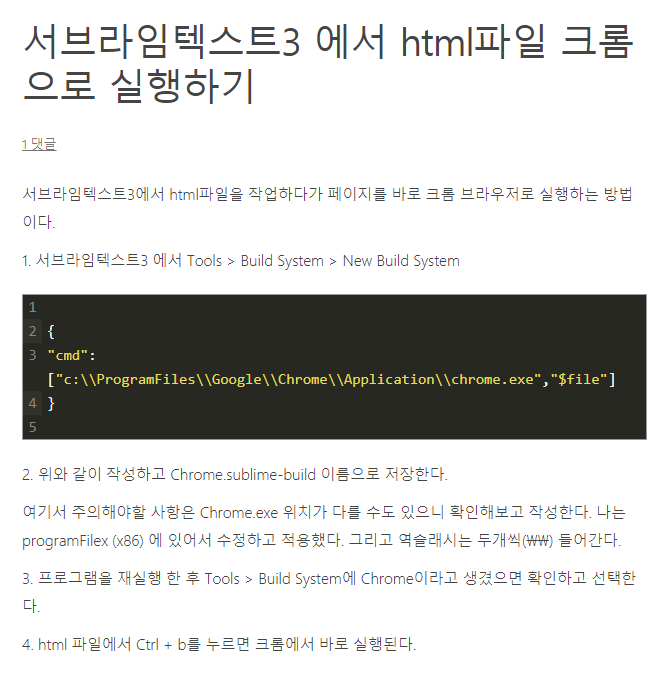 서브라임텍스트3 에서 html파일 크롬
으로 실행하기
1 댓글
서브라임텍스트3에서 html파일을 작업하다가 페이지를 바로 크롬 브라우저로 실행하는 방법
이다.
1. 서브라임텍스트3 에서 Tools > Build System > New Build System
1
2 {
3 "cmd":
["c:\\ProgramFiles\\Google\\Chrome\\Application\\chrome.exe","$file"]
4 }
5
2. 위와 같이 작성하고 Chrome.sublime-build 이름으로 저장한다.
여기서 주의해야할 사항은 Chrome.exe 위치가 다를 수도 있으니 확인해보고 작성한다. 나는
programFilex (x86) 에 있어서 수정하고 적용했다. 그리고 역슬래시는 두개씩(₩₩) 들어간다.
3. 프로그램을 재실행 한 후 Tools > Build System에 Chrome이라고 생겼으면 확인하고 선택한
다.
4. html 파일에서 Ctrl + b를 누르면 크롬에서 바로 실행된다.